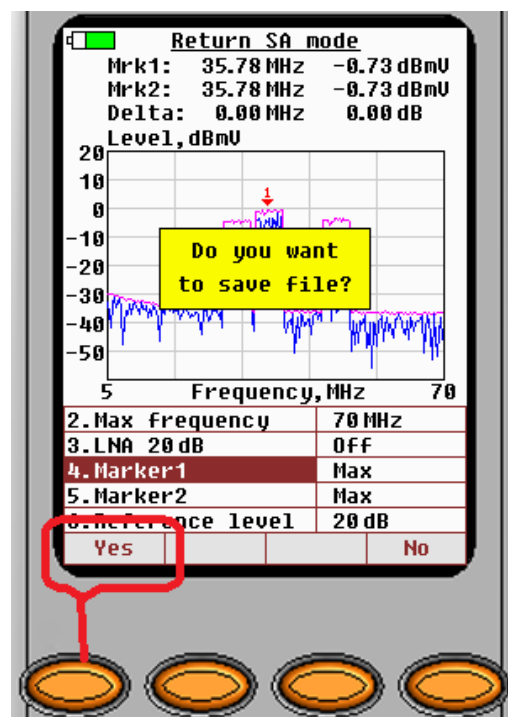 Return SA mode
Mrk1: 35.78 MHz -0.73 dBmV
Mrk2: 35.78 MHz -0.73 dBmV
Delta: 0.00 MHz 0.00 dB
Level, dBmV
20
10
0
-10
-20
-30
-40
-50
1
Do you want
to save file?
5 Frequency, MHz 70
2.Max frequency 70 MHz
3.LNA 20 dB Off
4.Marker1 Max
5.Marker2 Max
6.Reference level 20 dB
Yes No